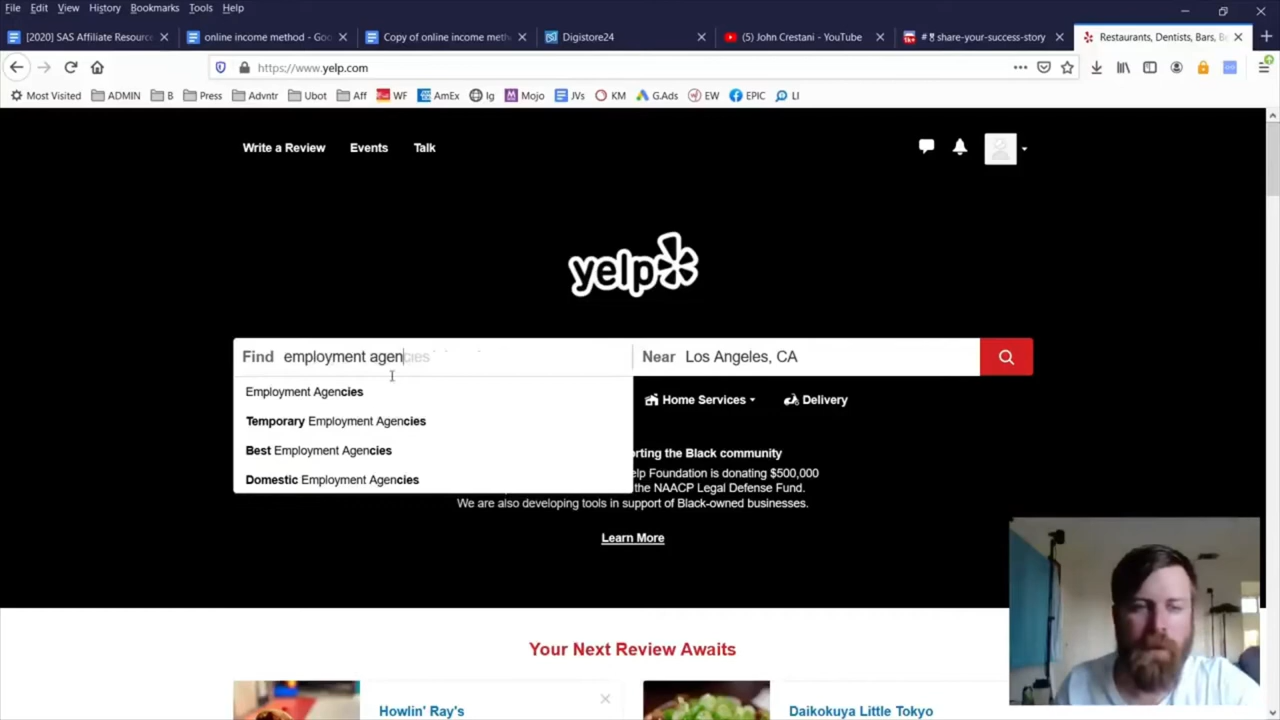 File Edit View History Bookmarks Tools Help
[2020] SAS Affiliate Resource
online income method - Goo
Copy of online income meth
Digistore24
(5) John Crestani - YouTube
share-your-success-story
Restaurants, Dentists, Bars, Be
https://www.yelp.com
Most Visited ADMIN B Press Advntr Ubot Aff WF AmEx Ig Mojo JVs KM G.Ads EW EPIC LI
Write a Review Events Talk
yelp
Find employment agencies Near Los Angeles, CA
Employment Agencies
Temporary Employment Agencies
Best Employment Agencies
Domestic Employment Agencies
Home Services Delivery
rting the Black community
elp Foundation is donating $500,000
the NAACP Legal Defense Fund.
We are also developing tools in support of Black-owned businesses.
Learn More
Your Next Review Awaits
Howlin' Ray's
Daikokuya Little Tokyo